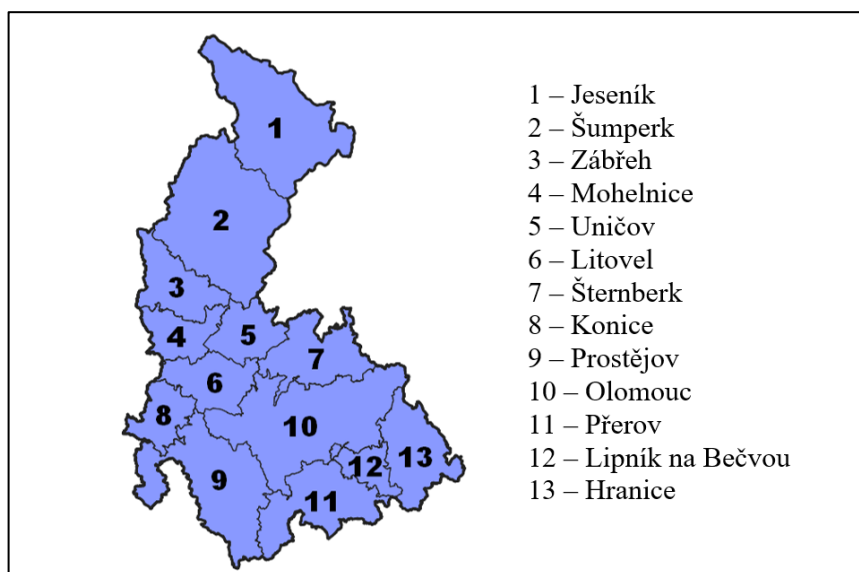 1
2
3
4
5
6
7
8
9
10
11
12
13
1 – Jeseník
2 – Šumperk
3 – Zábřeh
4 – Mohelnice
5 – Uničov
6 – Litovel
7 – Šternberk
8 – Konice
9 – Prostějov
10 – Olomouc
11 – Přerov
12 – Lipník na Bečvou
13 – Hranice